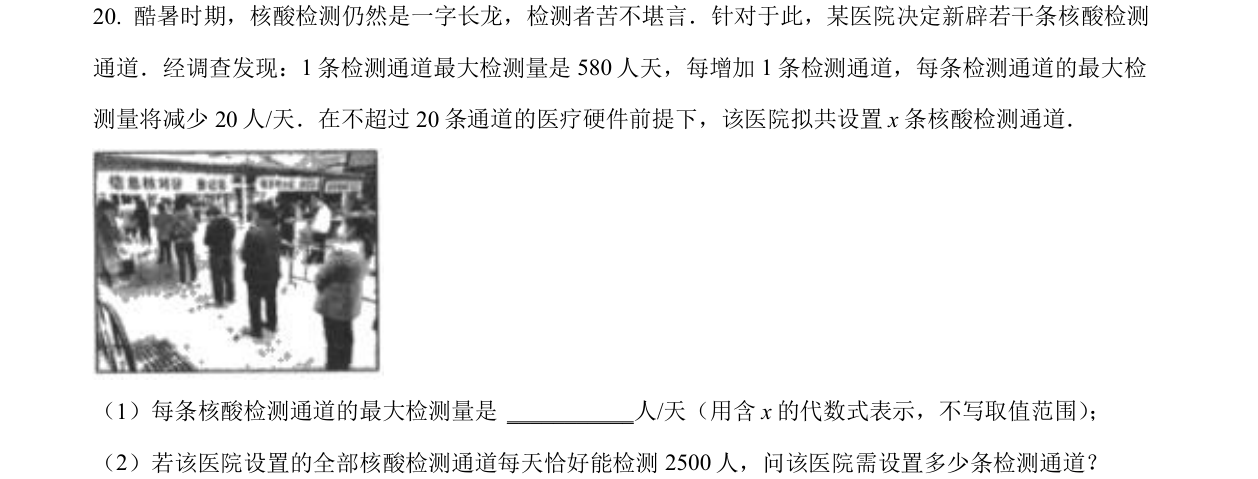 20. 酷暑时期，核酸检测仍然是一字长龙，检测者苦不堪言．针对于此，某医院决定新辟若干条核酸检测
通道．经调查发现：1 条检测通道最大检测量是 580 人天，每增加 1 条检测通道，每条检测通道的最大检
测量将减少 20 人/天．在不超过 20 条通道的医疗硬件前提下，该医院拟共设置 x 条核酸检测通道．
（1）每条核酸检测通道的最大检测量是 __________人/天（用含 x 的代数式表示，不写取值范围）；
（2）若该医院设置的全部核酸检测通道每天恰好能检测 2500 人，问该医院需设置多少条检测通道？